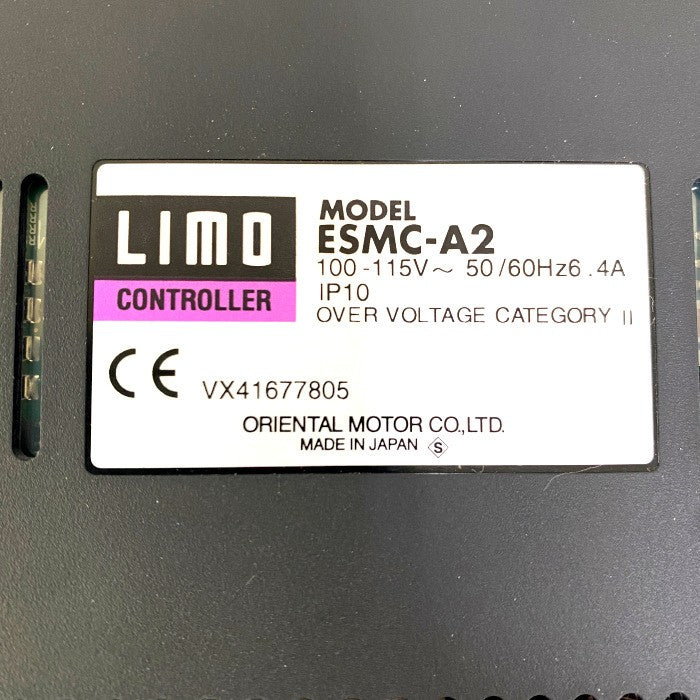 LIMO
CONTROLLER
MODEL
ESMC-A2
100-115V~ 50/60Hz6.4A
IP10
OVER VOLTAGE CATEGORY II
CE
VX41677805
ORIENTAL MOTOR CO.,LTD.
MADE IN JAPAN S